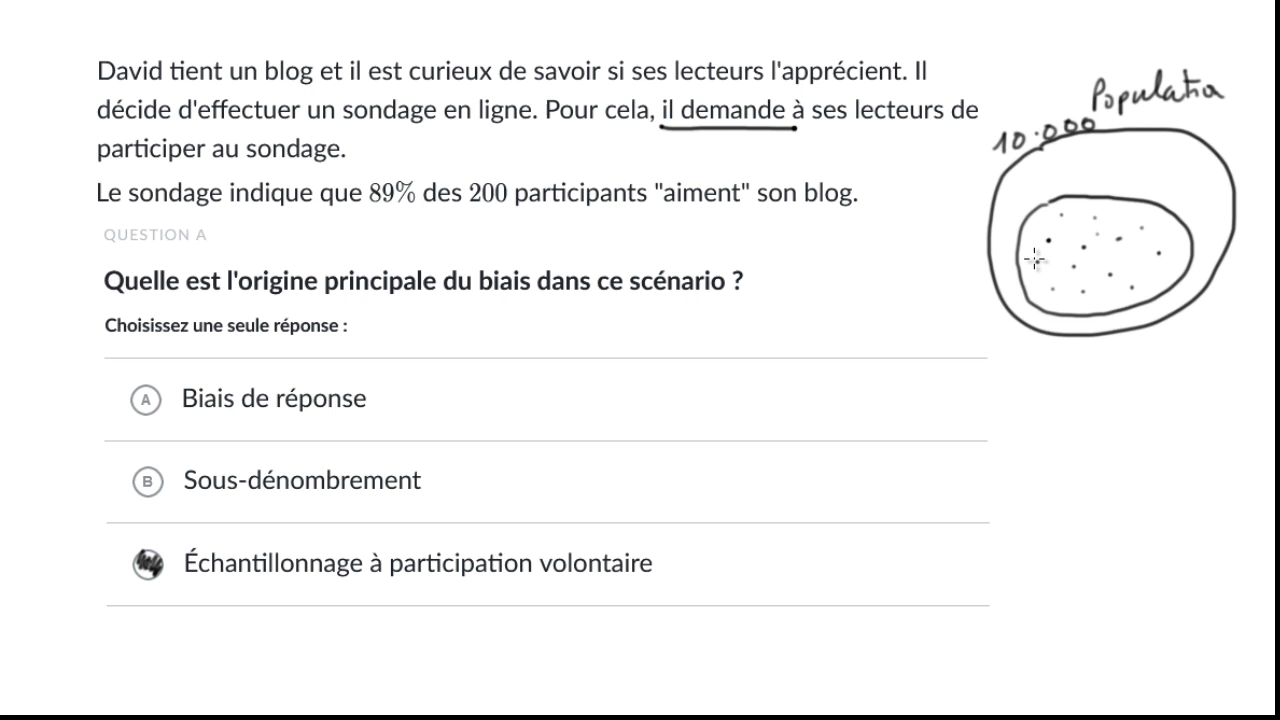 David tient un blog et il est curieux de savoir si ses lecteurs l'apprécient. Il
décide d'effectuer un sondage en ligne. Pour cela, il demande à ses lecteurs de
participer au sondage.
Le sondage indique que 89% des 200 participants "aiment" son blog.
QUESTION A
Quelle est l'origine principale du biais dans ce scénario ?
Choisissez une seule réponse :
A Biais de réponse
B Sous-dénombrement
Échantillonnage à participation volontaire
Populatio
10.000